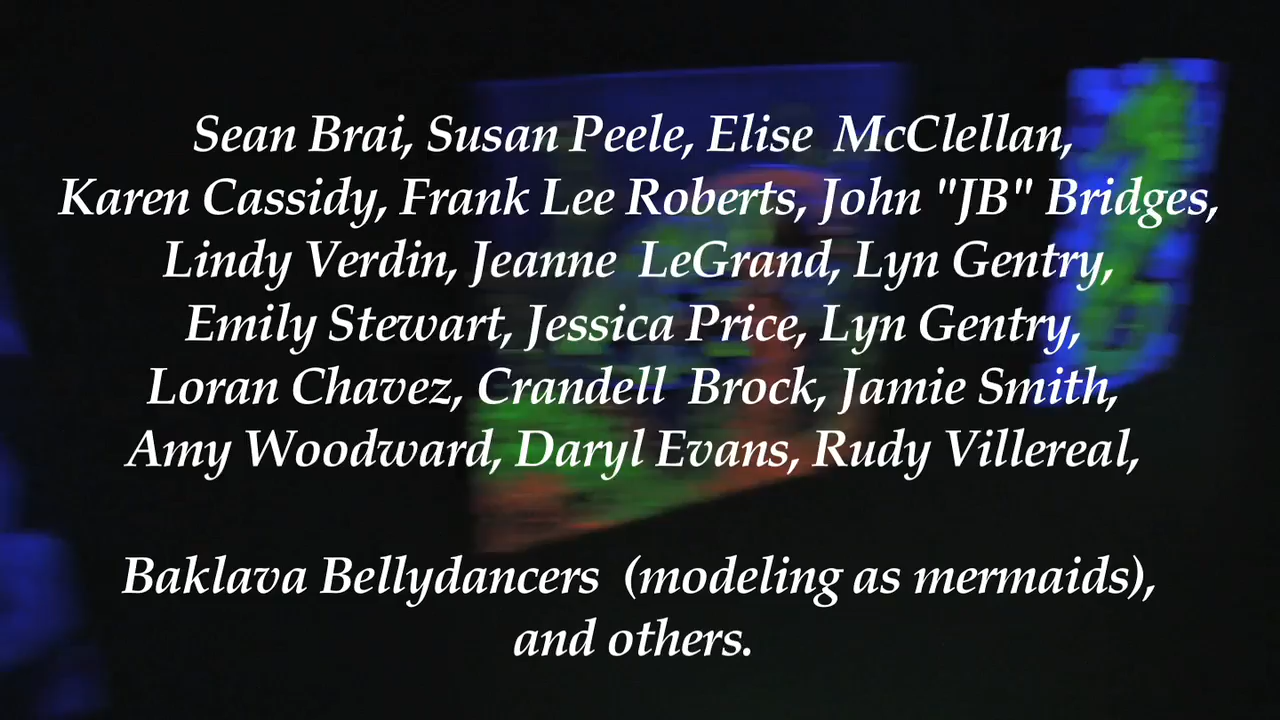 Sean Brai, Susan Peele, Elise  McClellan,
Karen Cassidy, Frank Lee Roberts, John "JB" Bridges,
Lindy Verdin, Jeanne  LeGrand, Lyn Gentry,
Emily Stewart, Jessica Price, Lyn Gentry,
Loran Chavez, Crandell  Brock, Jamie Smith,
Amy Woodward, Daryl Evans, Rudy Villereal,
Baklava Bellydancers  (modeling as mermaids),
and others.